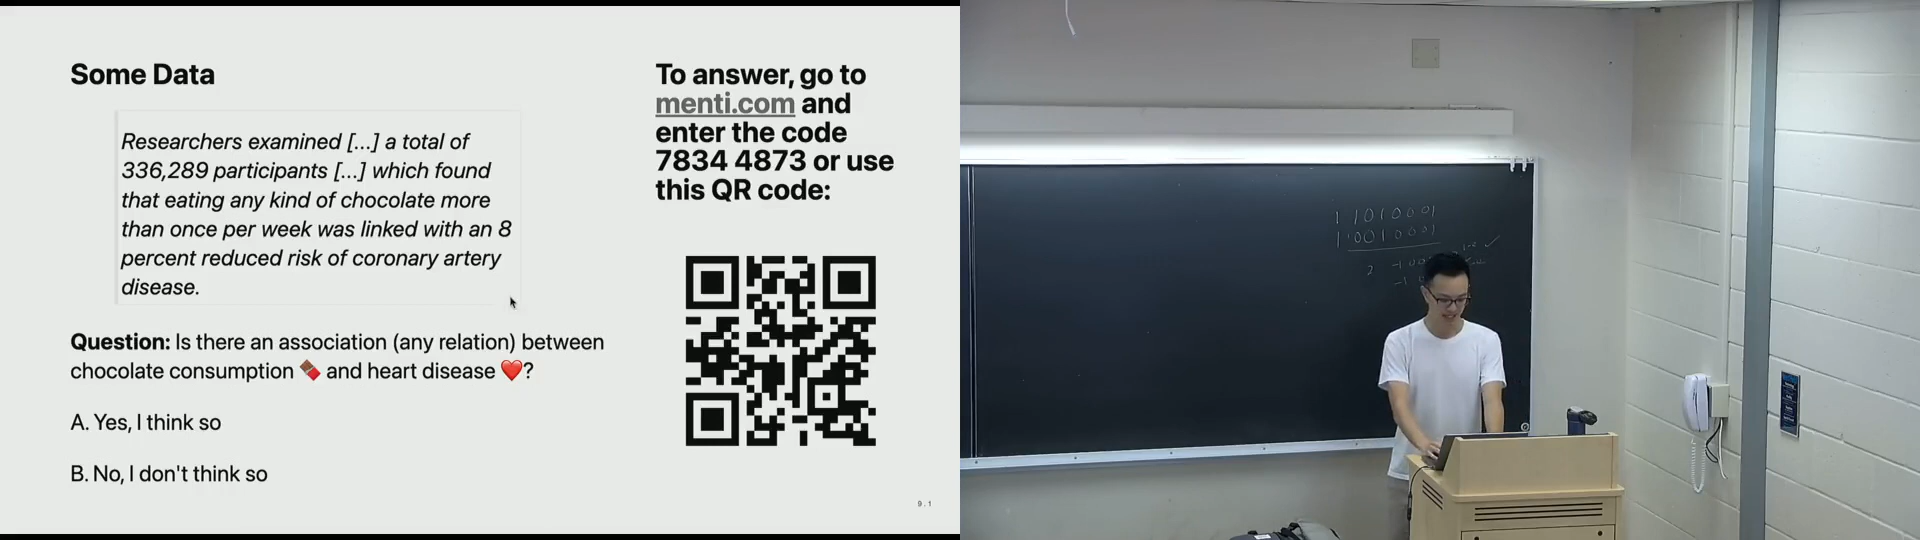 Some Data
Researchers examined [...] a total of
336,289 participants [...] which found
that eating any kind of chocolate more
than once per week was linked with an 8
percent reduced risk of coronary artery
disease.
Question: Is there an association (any relation) between
chocolate consumption 🍫 and heart disease ❤️?
A. Yes, I think so
B. No, I don't think so
To answer, go to
menti.com and
enter the code
7834 4873 or use
this QR code:
9.1
11010001
10010001
2